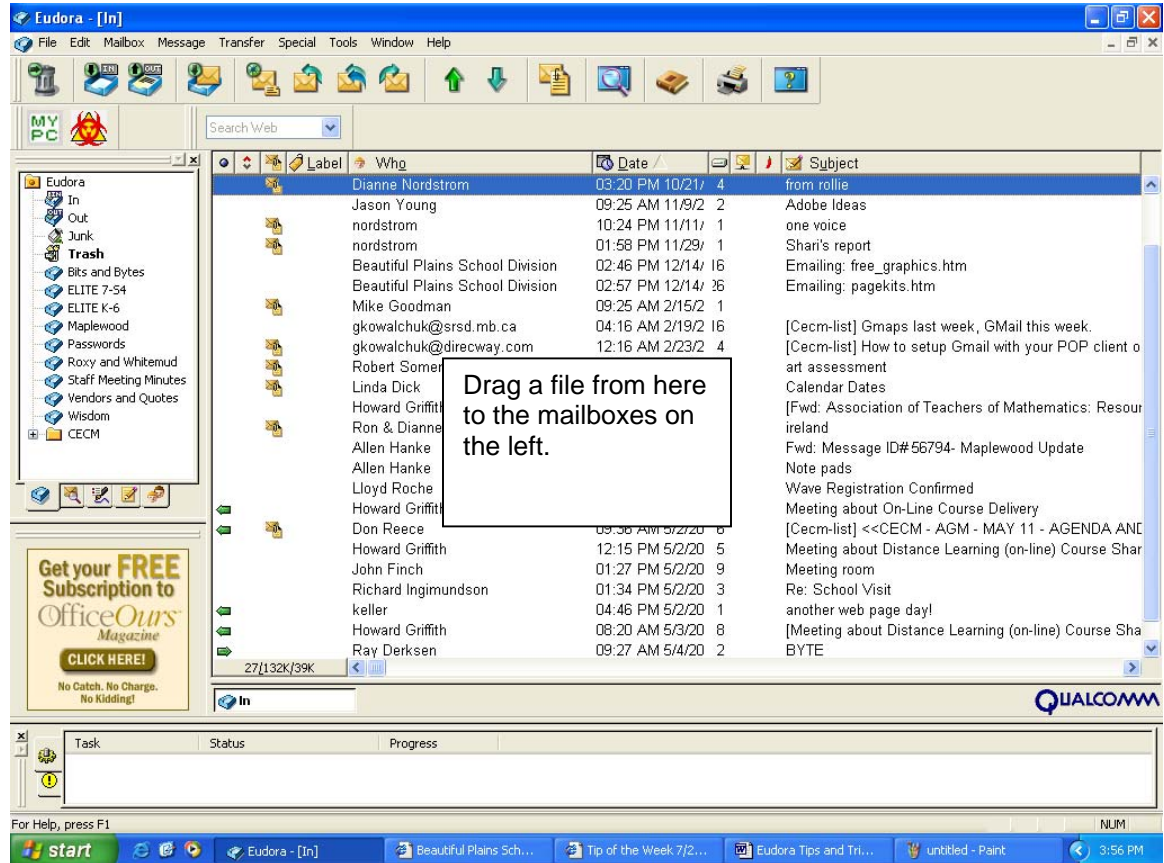 Eudora - [In]
File Edit Mailbox Message Transfer Special Tools Window Help
IN OUT
MY PC
Search Web
Label Who Date Subject
Eudora
In
Out
Junk
Trash
Bits and Bytes
ELITE 7-S4
ELITE K-6
Maplewood
Passwords
Roxy and Whitemud
Staff Meeting Minutes
Vendors and Quotes
Wisdom
CECM
Dianne Nordstrom 03:20 PM 10/21/ 4 from rollie
Jason Young 09:25 AM 11/9/2 2 Adobe Ideas
nordstrom 10:24 PM 11/11/ 1 one voice
nordstrom 01:58 PM 11/29/ 1 Shari's report
Beautiful Plains School Division 02:46 PM 12/14/ 16 Emailing: free_graphics.htm
Beautiful Plains School Division 02:57 PM 12/14/ 26 Emailing: pagekits.htm
Mike Goodman 09:25 AM 2/15/2 1
gkowalchuk@srsd.mb.ca 04:16 AM 2/19/2 16 [Cecm-list] Gmaps last week, GMail this week.
gkowalchuk@direcway.com 12:16 AM 2/23/2 4 [Cecm-list] How to setup Gmail with your POP client o
Robert Somer art assessment
Linda Dick Calendar Dates
Howard Griffit [Fwd: Association of Teachers of Mathematics: Resour
Ron & Dianne ireland
Allen Hanke Fwd: Message ID#56794- Maplewood Update
Allen Hanke Note pads
Lloyd Roche Wave Registration Confirmed
Howard Griffit Meeting about On-Line Course Delivery
Don Reece 09:36 AM 5/2/20 6 [Cecm-list] <<CECM - AGM - MAY 11 - AGENDA AND
Howard Griffith 12:15 PM 5/2/20 5 Meeting about Distance Learning (on-line) Course Shar
John Finch 01:27 PM 5/2/20 9 Meeting room
Richard Ingimundson 01:34 PM 5/2/20 3 Re: School Visit
keller 04:46 PM 5/2/20 1 another web page day!
Howard Griffith 08:20 AM 5/3/20 8 [Meeting about Distance Learning (on-line) Course Sha
Ray Derksen 09:27 AM 5/4/20 2 BYTE
Drag a file from here
to the mailboxes on
the left.
27/132K/39K
Get your FREE
Subscription to
OfficeOurs
Magazine
CLICK HERE!
No Catch. No Charge.
No Kidding!
In
QUALCOMM
Task Status Progress
For Help, press F1
NUM
start Eudora - [In] Beautiful Plains Sch... Tip of the Week 7/2... Eudora Tips and Tri... untitled - Paint 3:56 PM